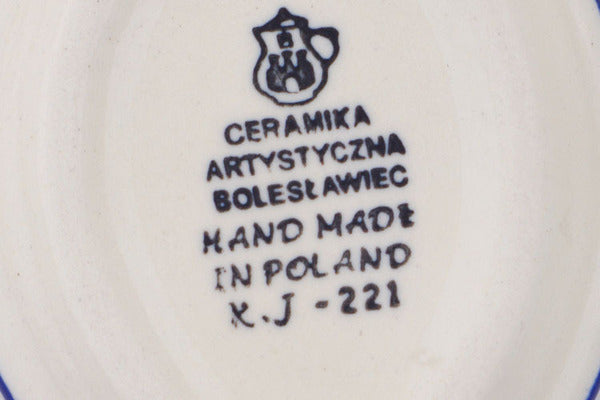 CERAMIKA
ARTYSTYCZNA
BOLESŁAWIEC
HAND MADE
IN POLAND
K.J - 221